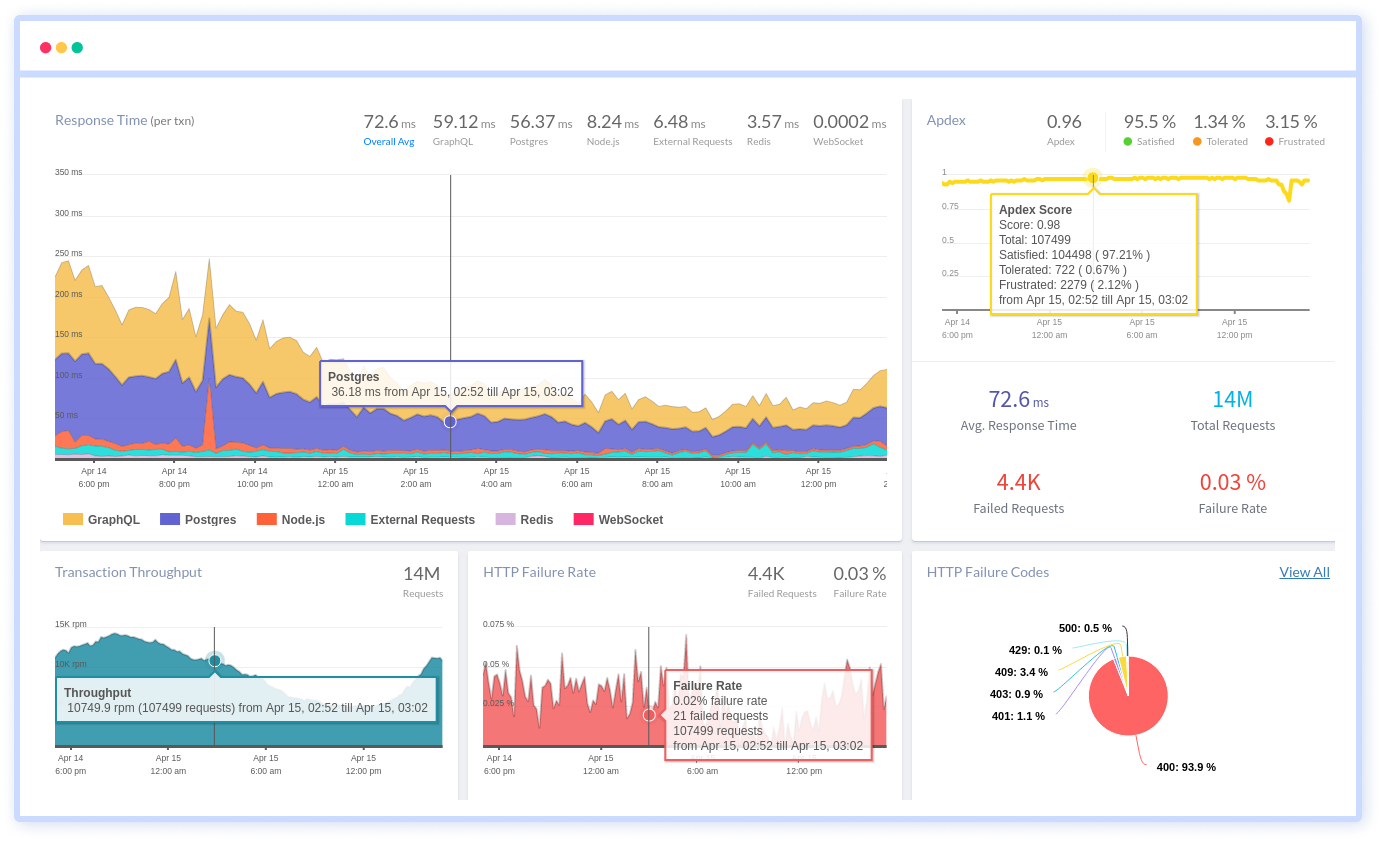 Response Time (per txn)
72.6 ms 59.12 ms 56.37 ms 8.24 ms 6.48 ms 3.57 ms 0.0002 ms
Overall Avg GraphQL Postgres Node.js External Requests Redis WebSocket
350 ms
300 ms
250 ms
200 ms
150 ms
100 ms
50 ms
Postgres
36.18 ms from Apr 15, 02:52 till Apr 15, 03:02
Apr 14 Apr 14 Apr 14 Apr 15 Apr 15 Apr 15 Apr 15 Apr 15 Apr 15 Apr 15
6:00 pm 8:00 pm 10:00 pm 12:00 am 2:00 am 4:00 am 6:00 am 8:00 am 10:00 am 12:00 pm 2
GraphQL Postgres Node.js External Requests Redis WebSocket
Apdex
0.96 95.5 % 1.34 % 3.15 %
Apdex Satisfied Tolerated Frustrated
1
0.75
0.5
0.25
Apdex Score
Score: 0.98
Total: 107499
Satisfied: 104498 ( 97.21% )
Tolerated: 722 ( 0.67% )
Frustrated: 2279 ( 2.12% )
from Apr 15, 02:52 till Apr 15, 03:02
Apr 14 Apr 15 Apr 15 Apr 15
6:00 pm 12:00 am 6:00 am 12:00 pm
72.6 ms 14M
Avg. Response Time Total Requests
4.4K 0.03 %
Failed Requests Failure Rate
Transaction Throughput
14M
Requests
15K rpm
10K rpm
Throughput
10749.9 rpm (107499 requests) from Apr 15, 02:52 till Apr 15, 03:02
Apr 14 Apr 15 Apr 15 Apr 15
6:00 pm 12:00 am 6:00 am 12:00 pm
HTTP Failure Rate
4.4K 0.03 %
Failed Requests Failure Rate
0.075 %
0.05 %
0.025 %
Failure Rate
0.02% failure rate
21 failed requests
107499 requests
from Apr 15, 02:52 till Apr 15, 03:02
Apr 14 Apr 15
6:00 pm 12:00 am 6:00 am 12:00 pm
HTTP Failure Codes View All
500: 0.5 %
429: 0.1 %
409: 3.4 %
403: 0.9 %
401: 1.1 %
400: 93.9 %